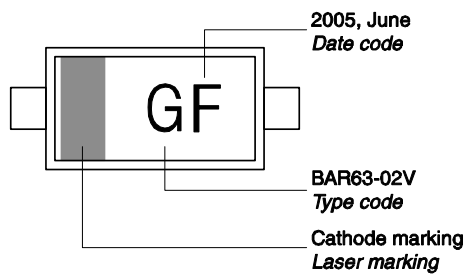 2005, June
Date code
GF
BAR63-02V
Type code
Cathode marking
Laser marking